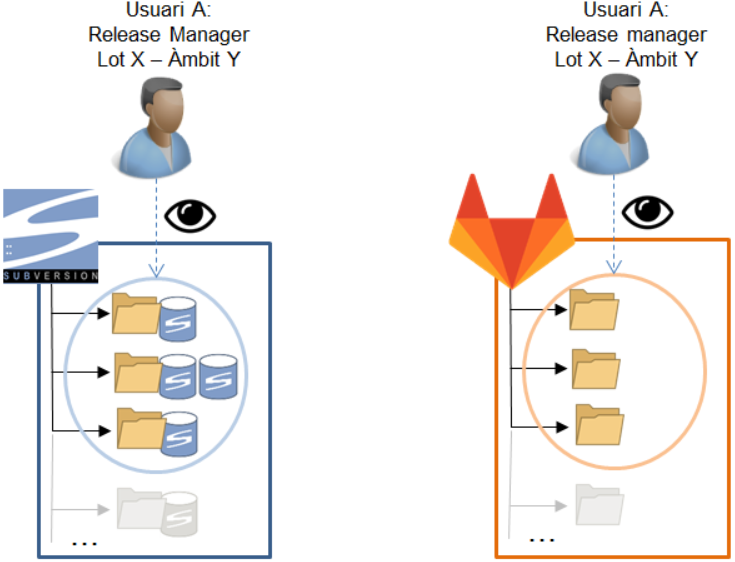 Usuari A:
Release Manager
Lot X – Àmbit Y
Usuari A:
Release manager
Lot X – Àmbit Y
SUBVERSION
...
...